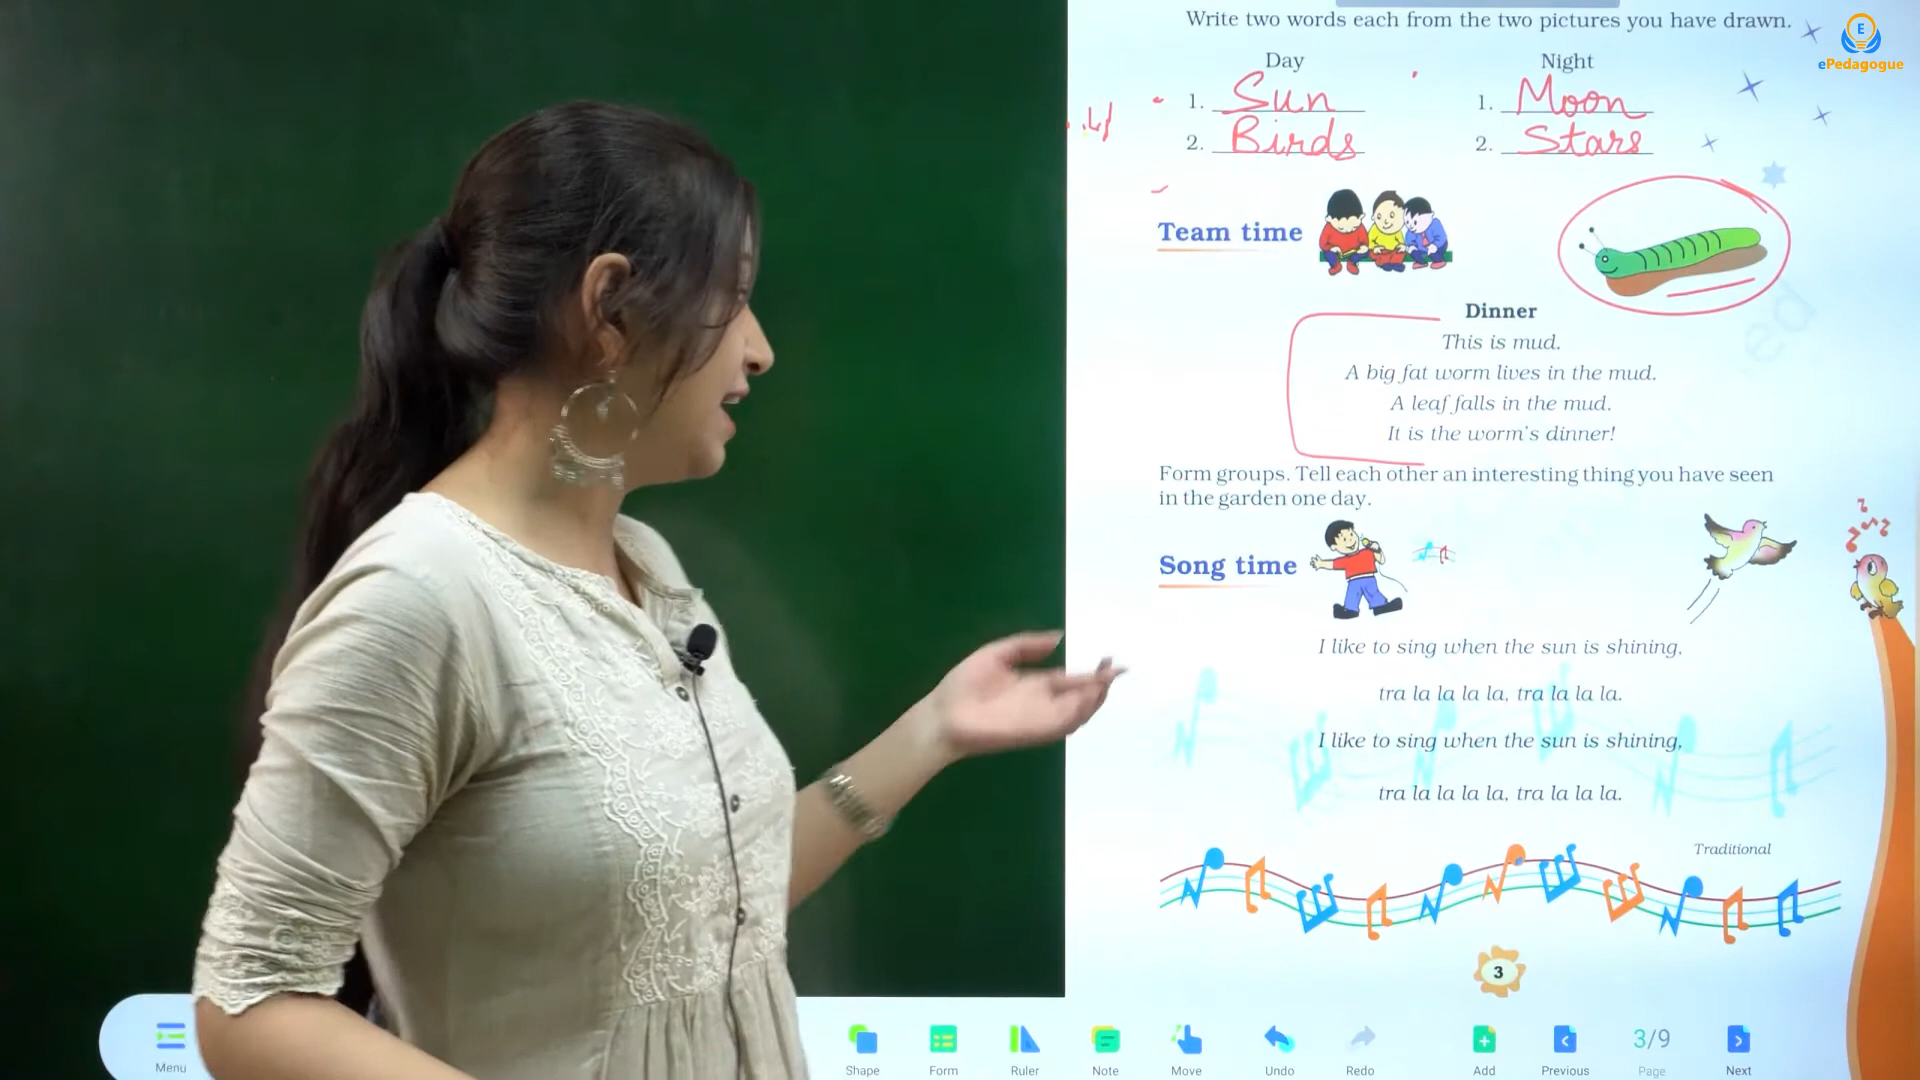 Write two words each from the two pictures you have drawn.
E
ePedagogue
Day
Night
1. Sun
1. Moon
2. Birds
2. Stars
Team time
Dinner
This is mud.
A big fat worm lives in the mud.
A leaf falls in the mud.
It is the worm's dinner!
Form groups. Tell each other an interesting thing you have seen
in the garden one day.
Song time
I like to sing when the sun is shining,
tra la la la la, tra la la la.
I like to sing when the sun is shining,
tra la la la la, tra la la la.
Traditional
3
Menu
Shape
Form
Ruler
Note
Move
Undo
Redo
Add
Previous
3/9
Page
Next